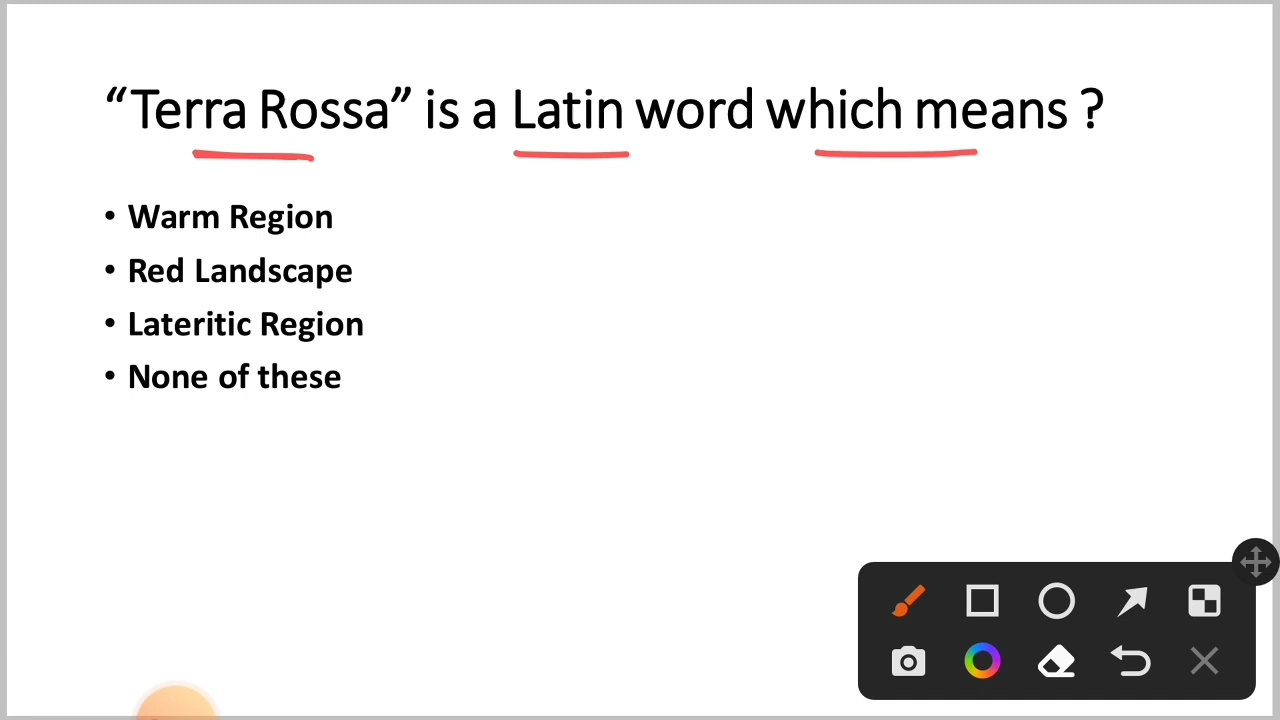 “Terra Rossa” is a Latin word which means ?
• Warm Region
• Red Landscape
• Lateritic Region
• None of these